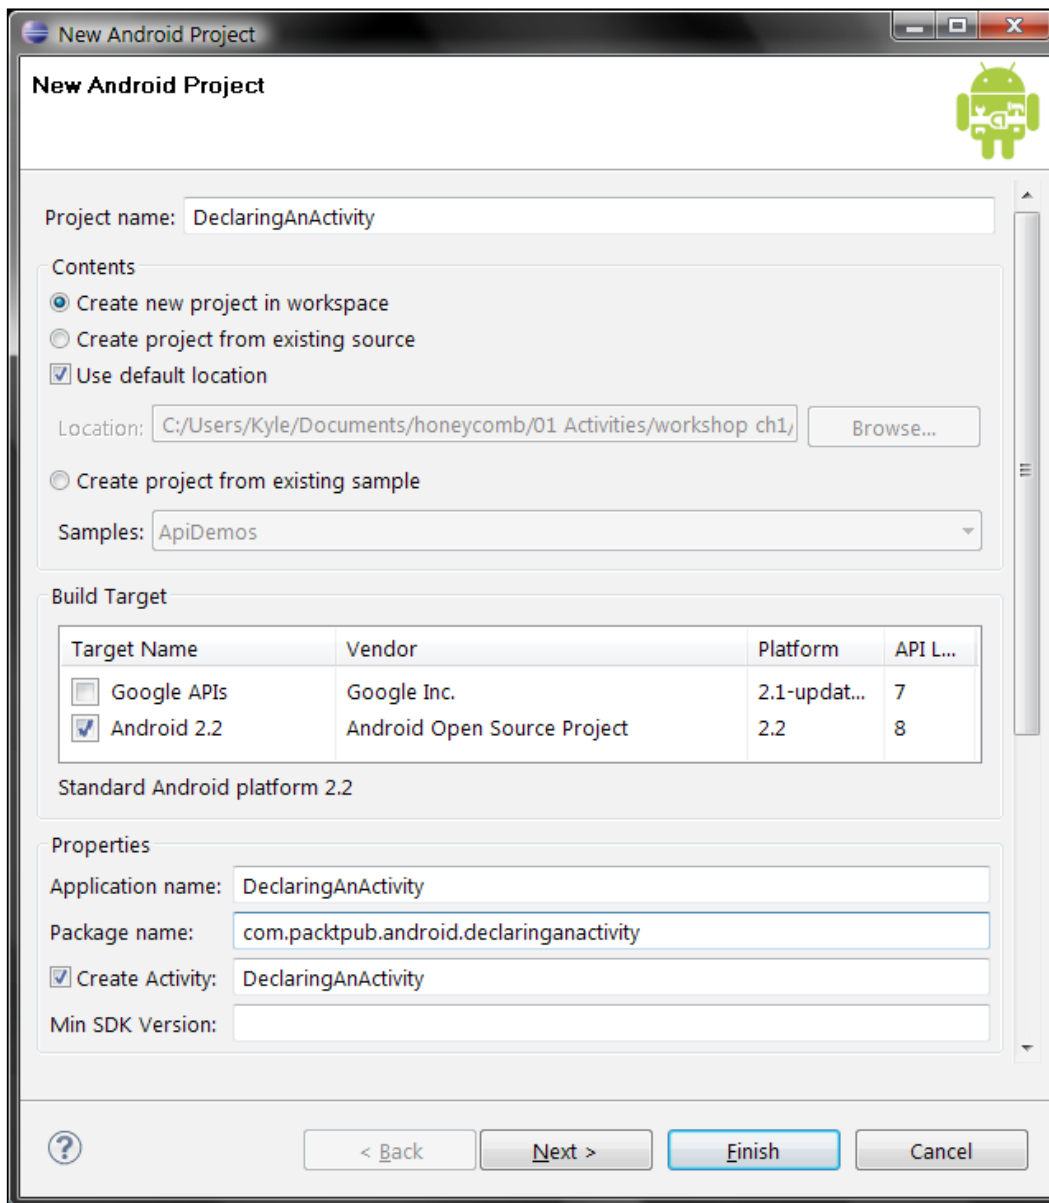 New Android Project
New Android Project
Project name: DeclaringAnActivity
Contents
Create new project in workspace
Create project from existing source
Use default location
Location: C:/Users/Kyle/Documents/honeycomb/01 Activities/workshop ch1/ Browse...
Create project from existing sample
Samples: ApiDemos
Build Target
Target Name Vendor Platform API L...
Google APIs Google Inc. 2.1-updat... 7
Android 2.2 Android Open Source Project 2.2 8
Standard Android platform 2.2
Properties
Application name: DeclaringAnActivity
Package name: com.packtpub.android.declaringanactivity
Create Activity: DeclaringAnActivity
Min SDK Version:
? < Back Next > Finish Cancel